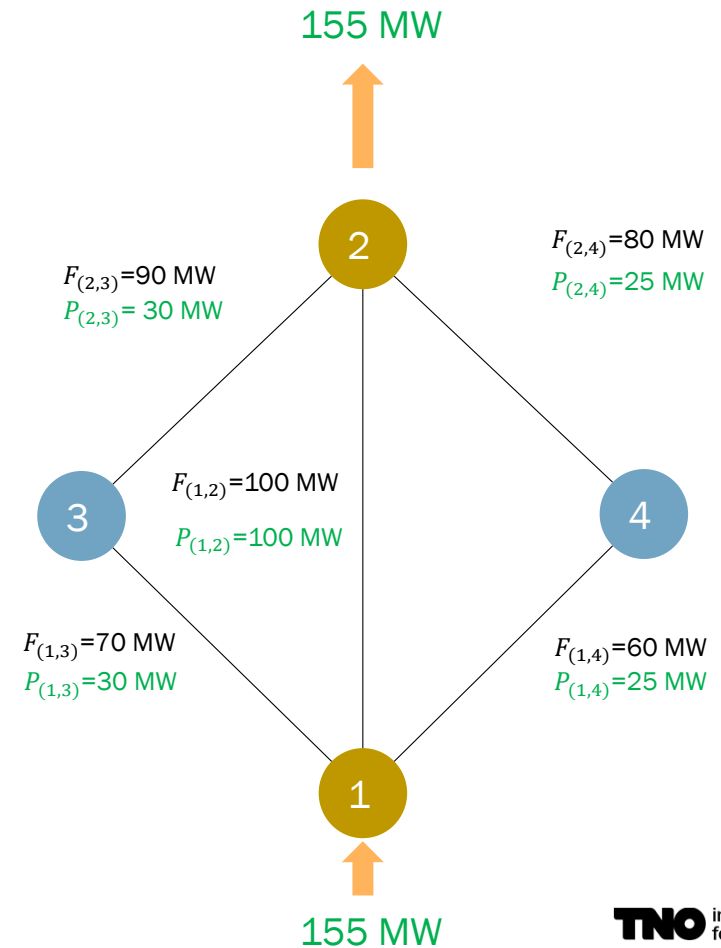 155 MW
2
F(2,3)=90 MW
P(2,3)= 30 MW
F(2,4)=80 MW
P(2,4)=25 MW
F(1,2)=100 MW
P(1,2)=100 MW
3
4
F(1,3)=70 MW
P(1,3)=30 MW
F(1,4)=60 MW
P(1,4)=25 MW
1
155 MW
TNO